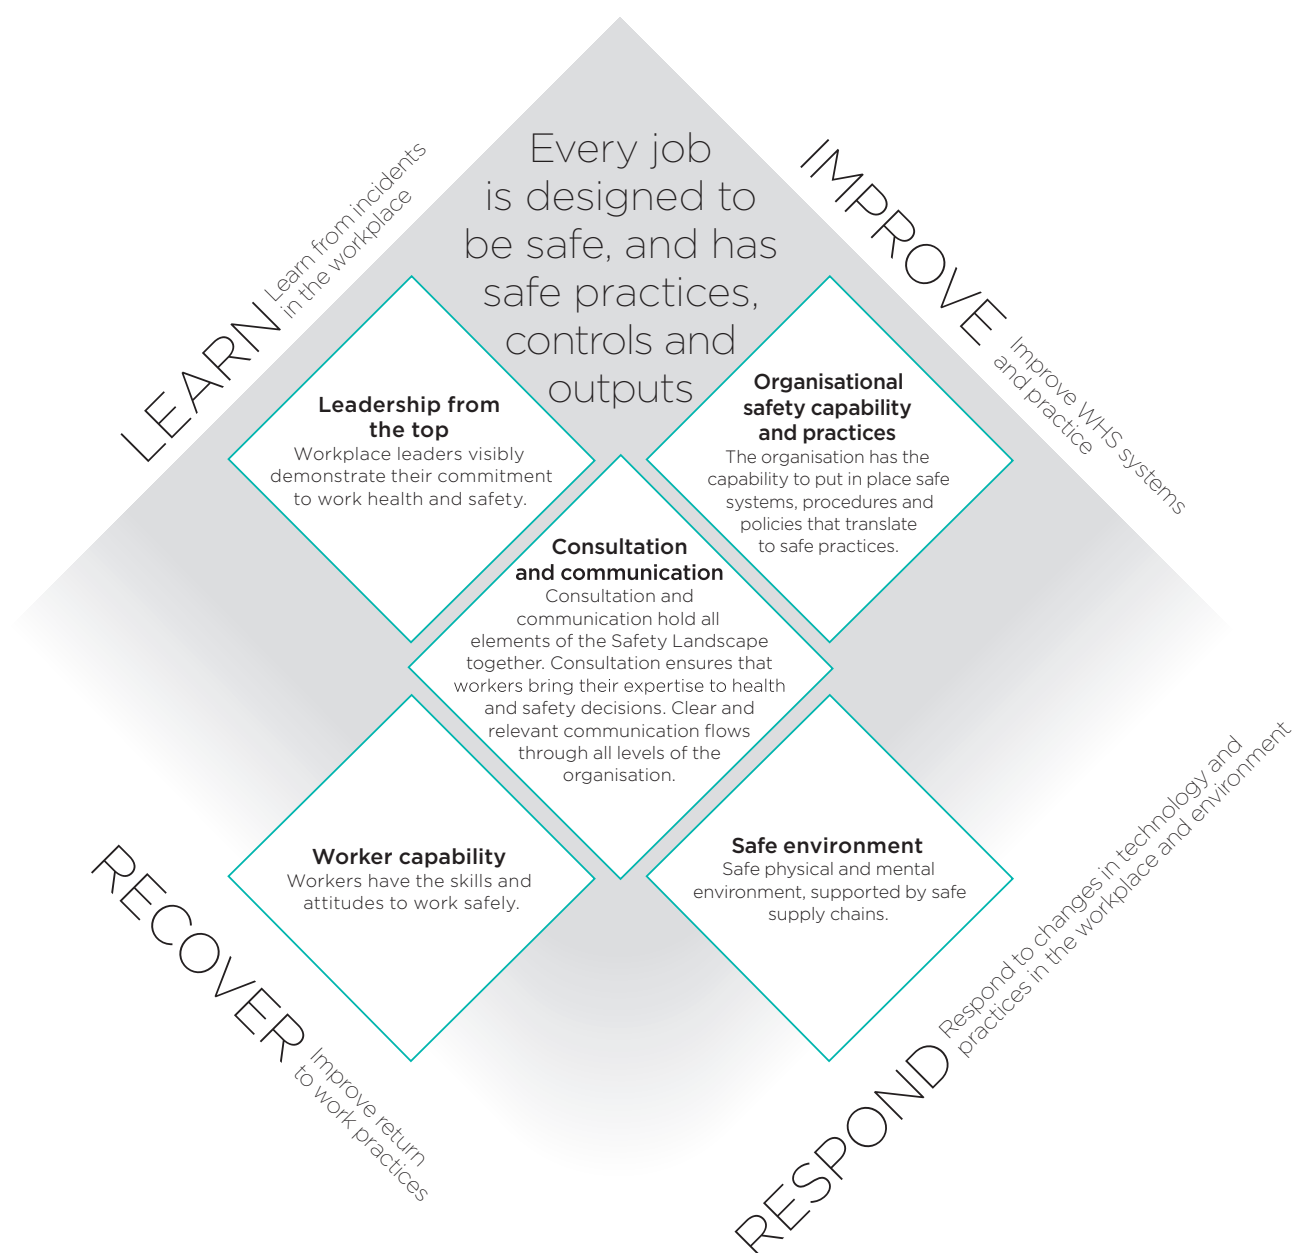 Every job
is designed to
be safe, and has
safe practices,
controls and
outputs
LEARN
Learn from incidents
in the workplace
IMPROVE
Improve WHS systems
and practice
Leadership from
the top
Workplace leaders visibly
demonstrate their commitment
to work health and safety.
Organisational
safety capability
and practices
The organisation has the
capability to put in place safe
systems, procedures and
policies that translate
to safe practices.
Consultation
and communication
Consultation and
communication hold all
elements of the Safety Landscape
together. Consultation ensures that
workers bring their expertise to health
and safety decisions. Clear and
relevant communication flows
through all levels of the
organisation.
Worker capability
Workers have the skills and
attitudes to work safely.
Safe environment
Safe physical and mental
environment, supported by safe
supply chains.
RECOVER
Improve return
to work practices
RESPOND
Respond to changes in technology and
practices in the workplace and environment